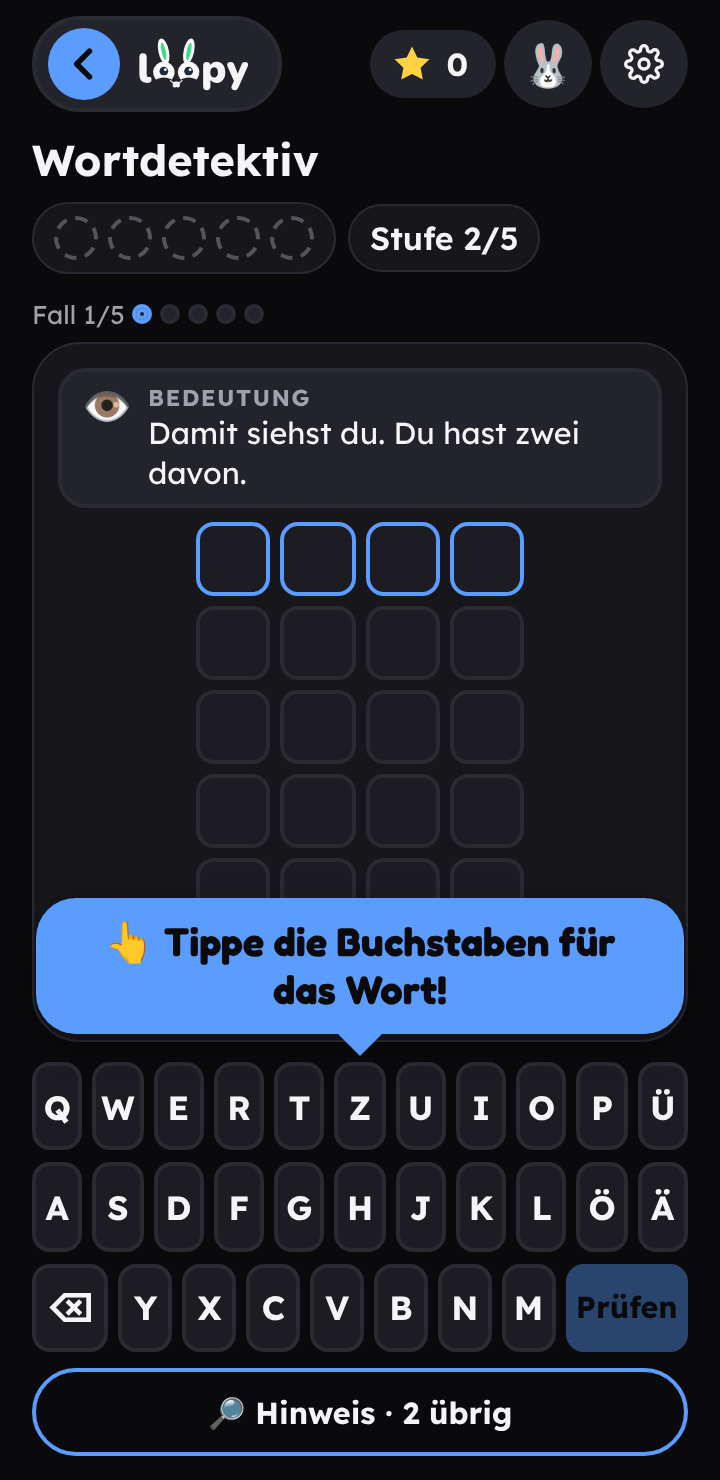 loopy
0
Wortdetektiv
Stufe 2/5
Fall 1/5
BEDEUTUNG
Damit siehst du. Du hast zwei
davon.
Tippe die Buchstaben für
das Wort!
Q W E R T Z U I O P Ü
A S D F G H J K L Ö Ä
Y X C V B N M Prüfen
Hinweis · 2 übrig